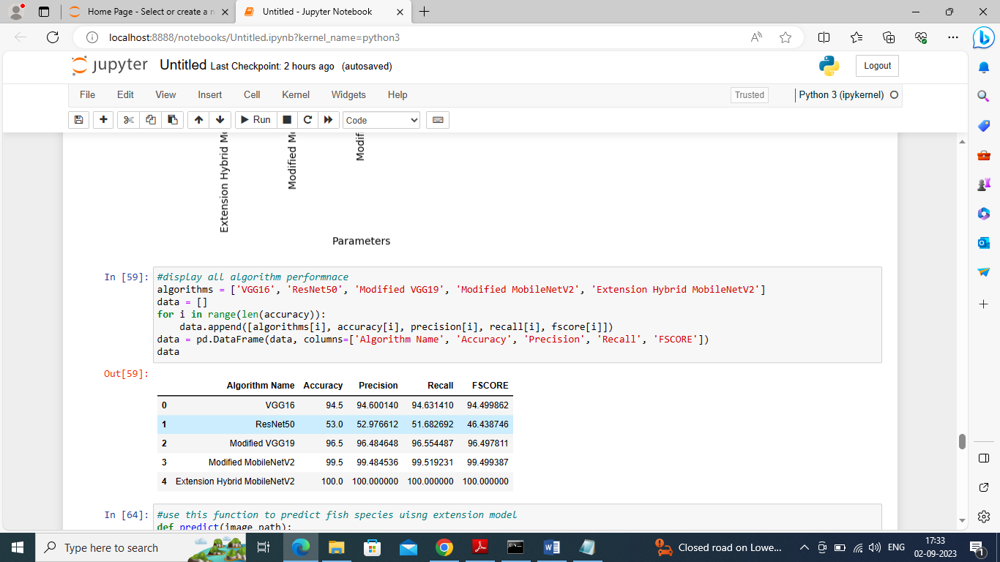 Home Page - Select or create a n
Untitled - Jupyter Notebook
localhost:8888/notebooks/Untitled.ipynb?kernel_name=python3
jupyter Untitled Last Checkpoint: 2 hours ago (autosaved)
Logout
File Edit View Insert Cell Kernel Widgets Help
Trusted
Python 3 (ipykernel)
Run
Code
Extension Hybrid Mo
Modified M
Modif
Parameters
In [59]:
#display all algorithm performnace
algorithms = ['VGG16', 'ResNet50', 'Modified VGG19', 'Modified MobileNetV2', 'Extension Hybrid MobileNetV2']
data = []
for i in range(len(accuracy)):
data.append([algorithms[i], accuracy[i], precision[i], recall[i], fscore[i]])
data = pd.DataFrame(data, columns=['Algorithm Name', 'Accuracy', 'Precision', 'Recall', 'FSCORE'])
data
Out[59]:
Algorithm Name Accuracy Precision Recall FSCORE
0 VGG16 94.5 94.600140 94.631410 94.499862
1 ResNet50 53.0 52.976612 51.682692 46.438746
2 Modified VGG19 96.5 96.484648 96.554487 96.497811
3 Modified MobileNetV2 99.5 99.484536 99.519231 99.499387
4 Extension Hybrid MobileNetV2 100.0 100.000000 100.000000 100.000000
In [64]:
#use this function to predict fish species uisng extension model
def predict(image_path):
Type here to search
Closed road on Lowe...
ENG
17:33
02-09-2023
1